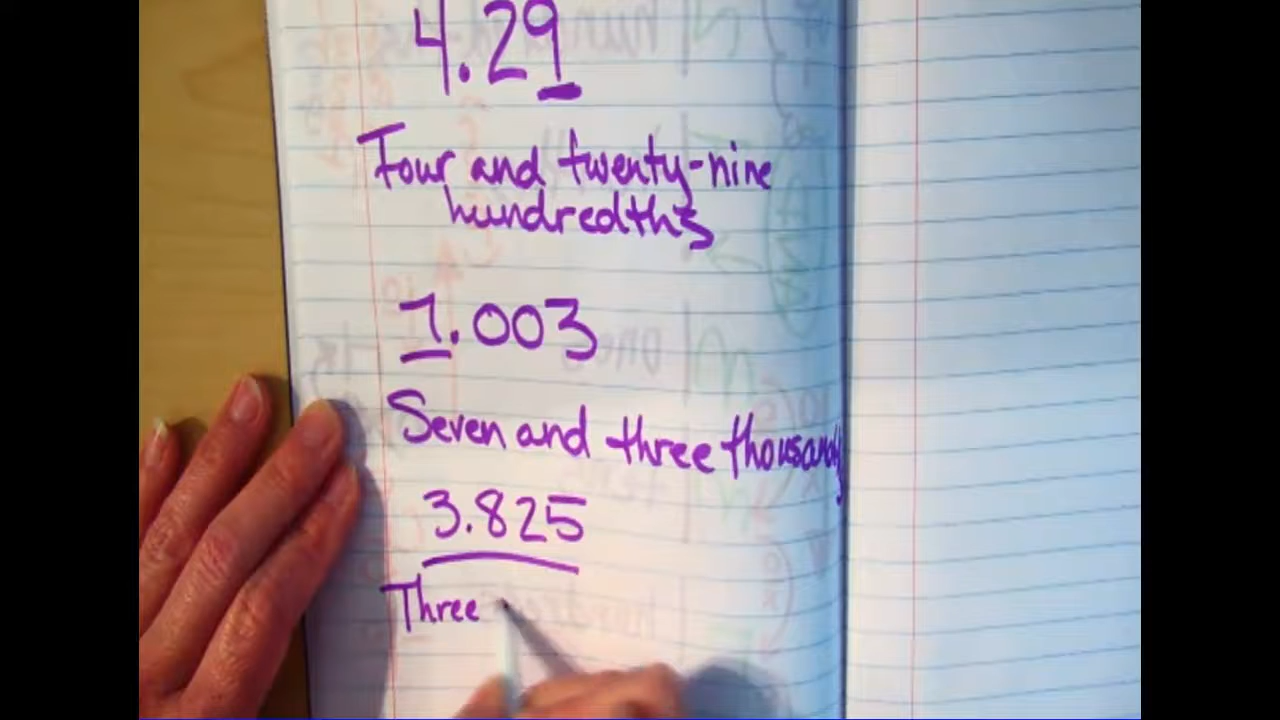 4.29
Four and twenty-nine
hundredths
7.003
Seven and three thousandths
3.825
Three